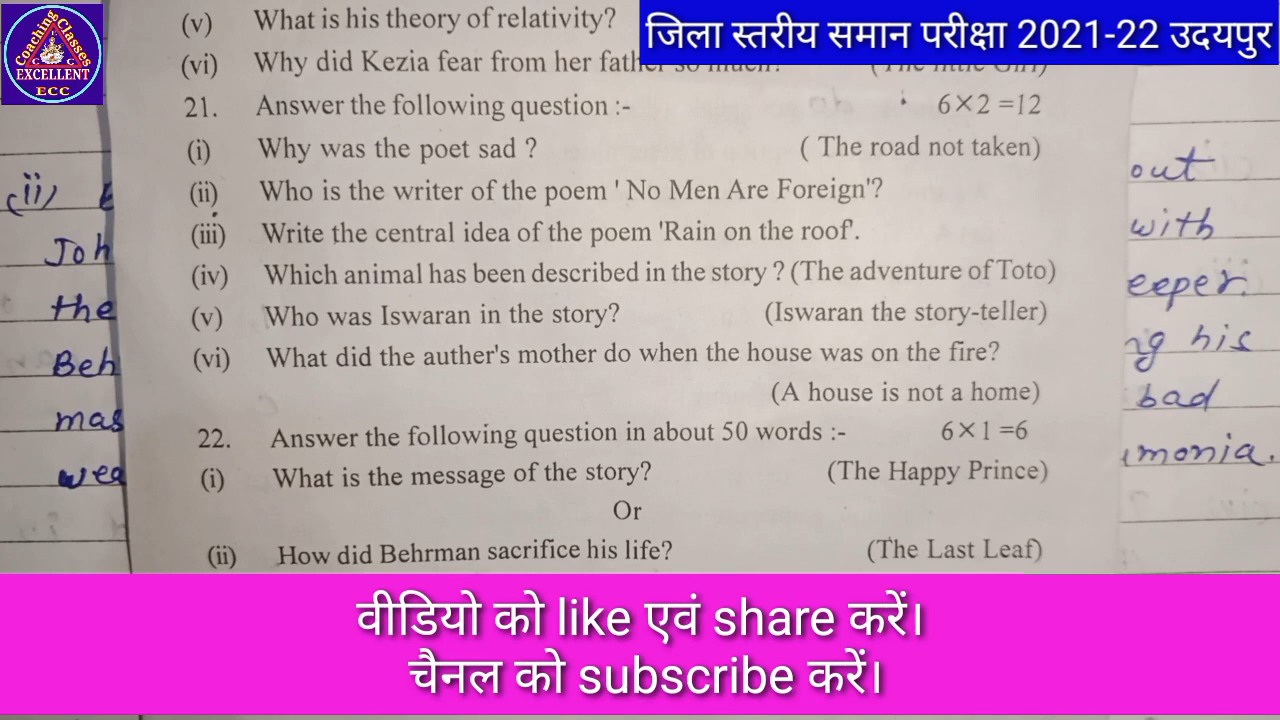 Coaching Classes
C C
EXCELLENT
ECC
जिला स्तरीय समान परीक्षा 2021-22 उदयपुर
(v) What is his theory of relativity?
(vi) Why did Kezia fear from her father so much? (The little Girl)
21. Answer the following question :- 6×2 =12
(i) Why was the poet sad ? ( The road not taken)
(ii) Who is the writer of the poem ' No Men Are Foreign'?
(iii) Write the central idea of the poem 'Rain on the roof'.
(iv) Which animal has been described in the story ? (The adventure of Toto)
(v) Who was Iswaran in the story? (Iswaran the story-teller)
(vi) What did the auther's mother do when the house was on the fire?
(A house is not a home)
22. Answer the following question in about 50 words :- 6×1 =6
(i) What is the message of the story? (The Happy Prince)
Or
(ii) How did Behrman sacrifice his life? (The Last Leaf)
(ii)
Joh
the
Beh
mas
wea
out
with
eeper.
ng his
bad
monia.
वीडियो को like एवं share करें।
चैनल को subscribe करें।